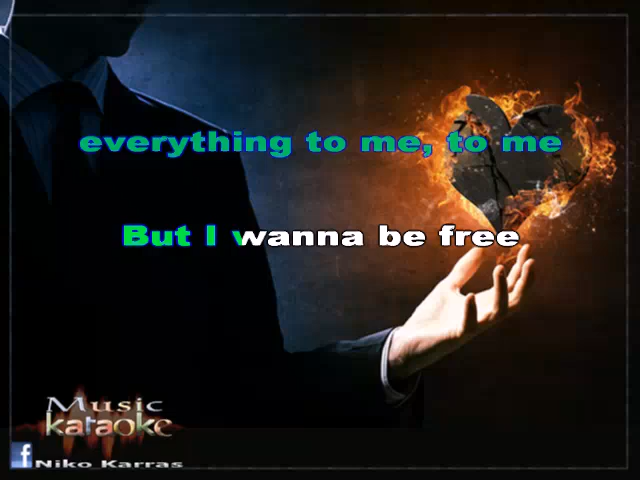 everything to me, to me
But I wanna be free
Music
karaoke
f Niko Karras